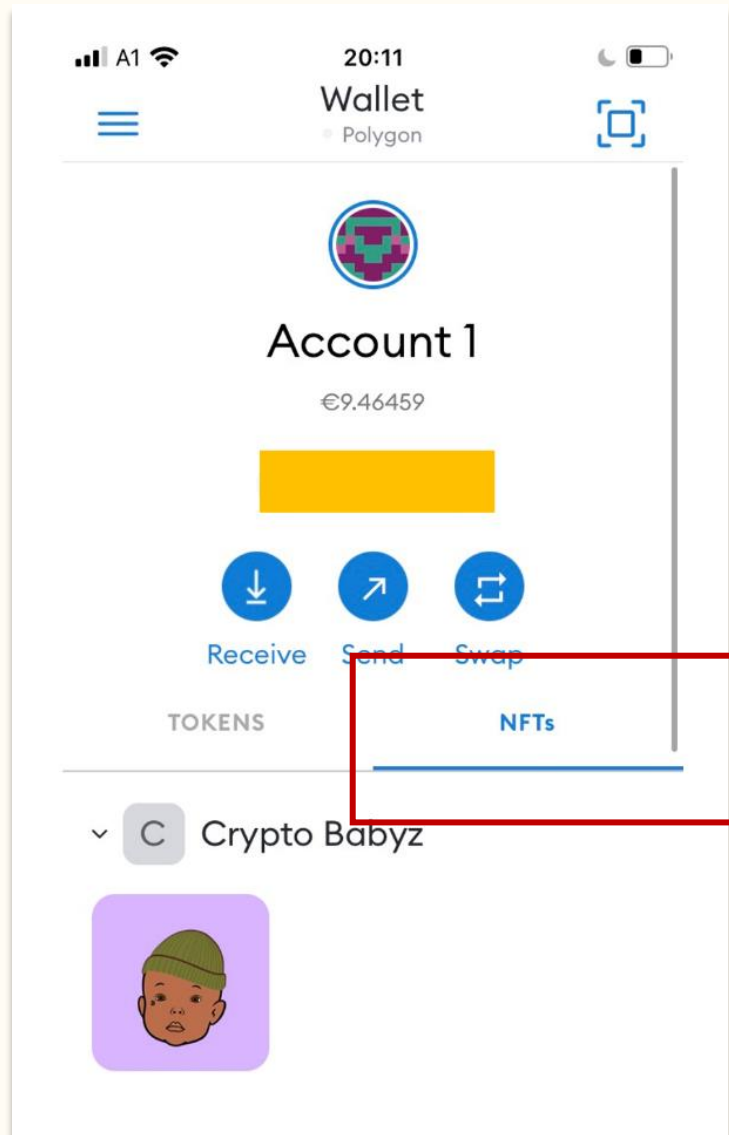 A1 20:11
Wallet
Polygon
Account 1
€9.46459
Receive Send Swap
TOKENS NFTs
C Crypto Babyz